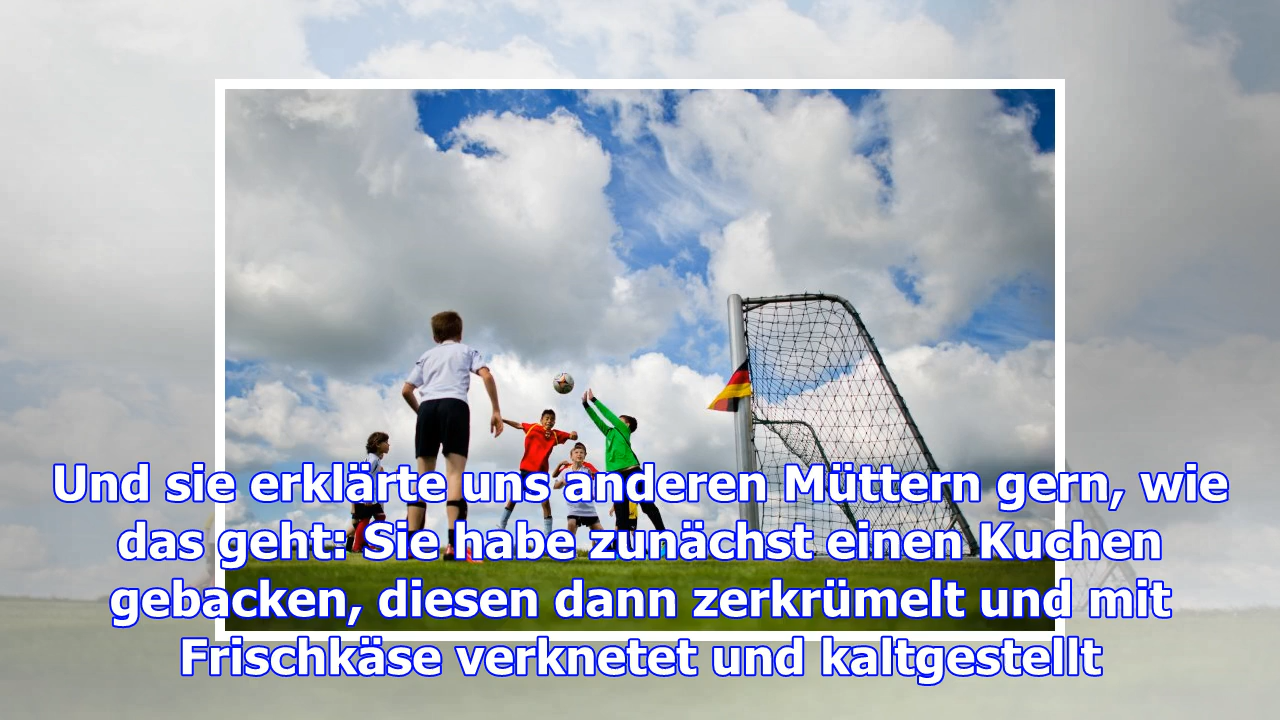 Und sie erklärte uns anderen Müttern gern, wie
das geht: Sie habe zunächst einen Kuchen
gebacken, diesen dann zerkrümelt und mit
Frischkäse verknetet und kaltgestellt